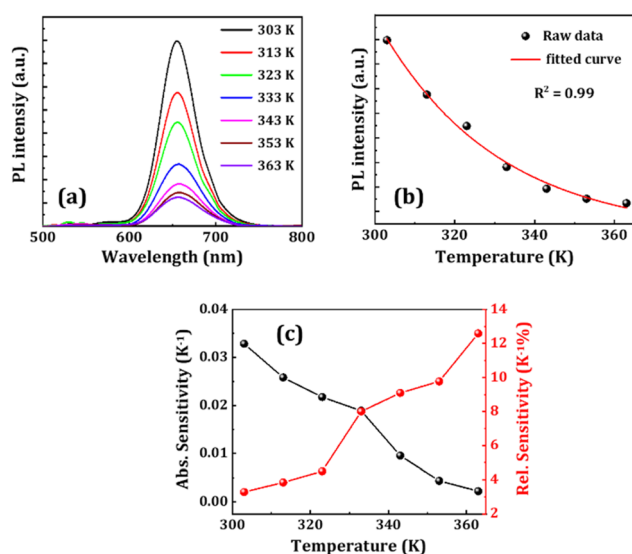 303 K
313 K
323 K
333 K
343 K
353 K
363 K
(a)
PL intensiy (a.u.)
500 600 700 800
Wavelength (nm)
Raw data
fitted curve
R² = 0.99
(b)
PL intensity (a.u.)
300 320 340 360
Temperature (K)
(c)
0.04
0.03
0.02
0.01
0.00
Abs. Sensitivity (K⁻¹)
14
12
10
8
6
4
2
Rel. Sensitivity (K⁻¹⁰%)
300 320 340 360
Temperature (K)